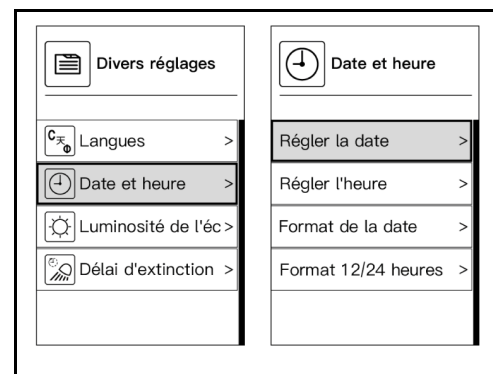 Divers réglages
Langues >
Date et heure >
Luminosité de l'éc >
Délai d'extinction >
Date et heure
Régler la date >
Régler l'heure >
Format de la date >
Format 12/24 heures >